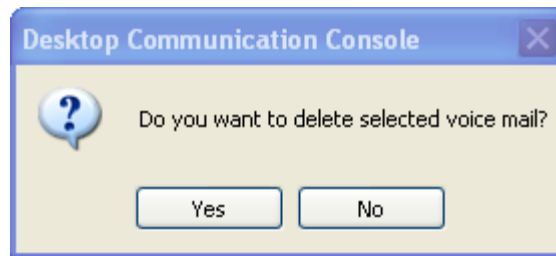 Desktop Communication Console
Do you want to delete selected voice mail?
Yes
No